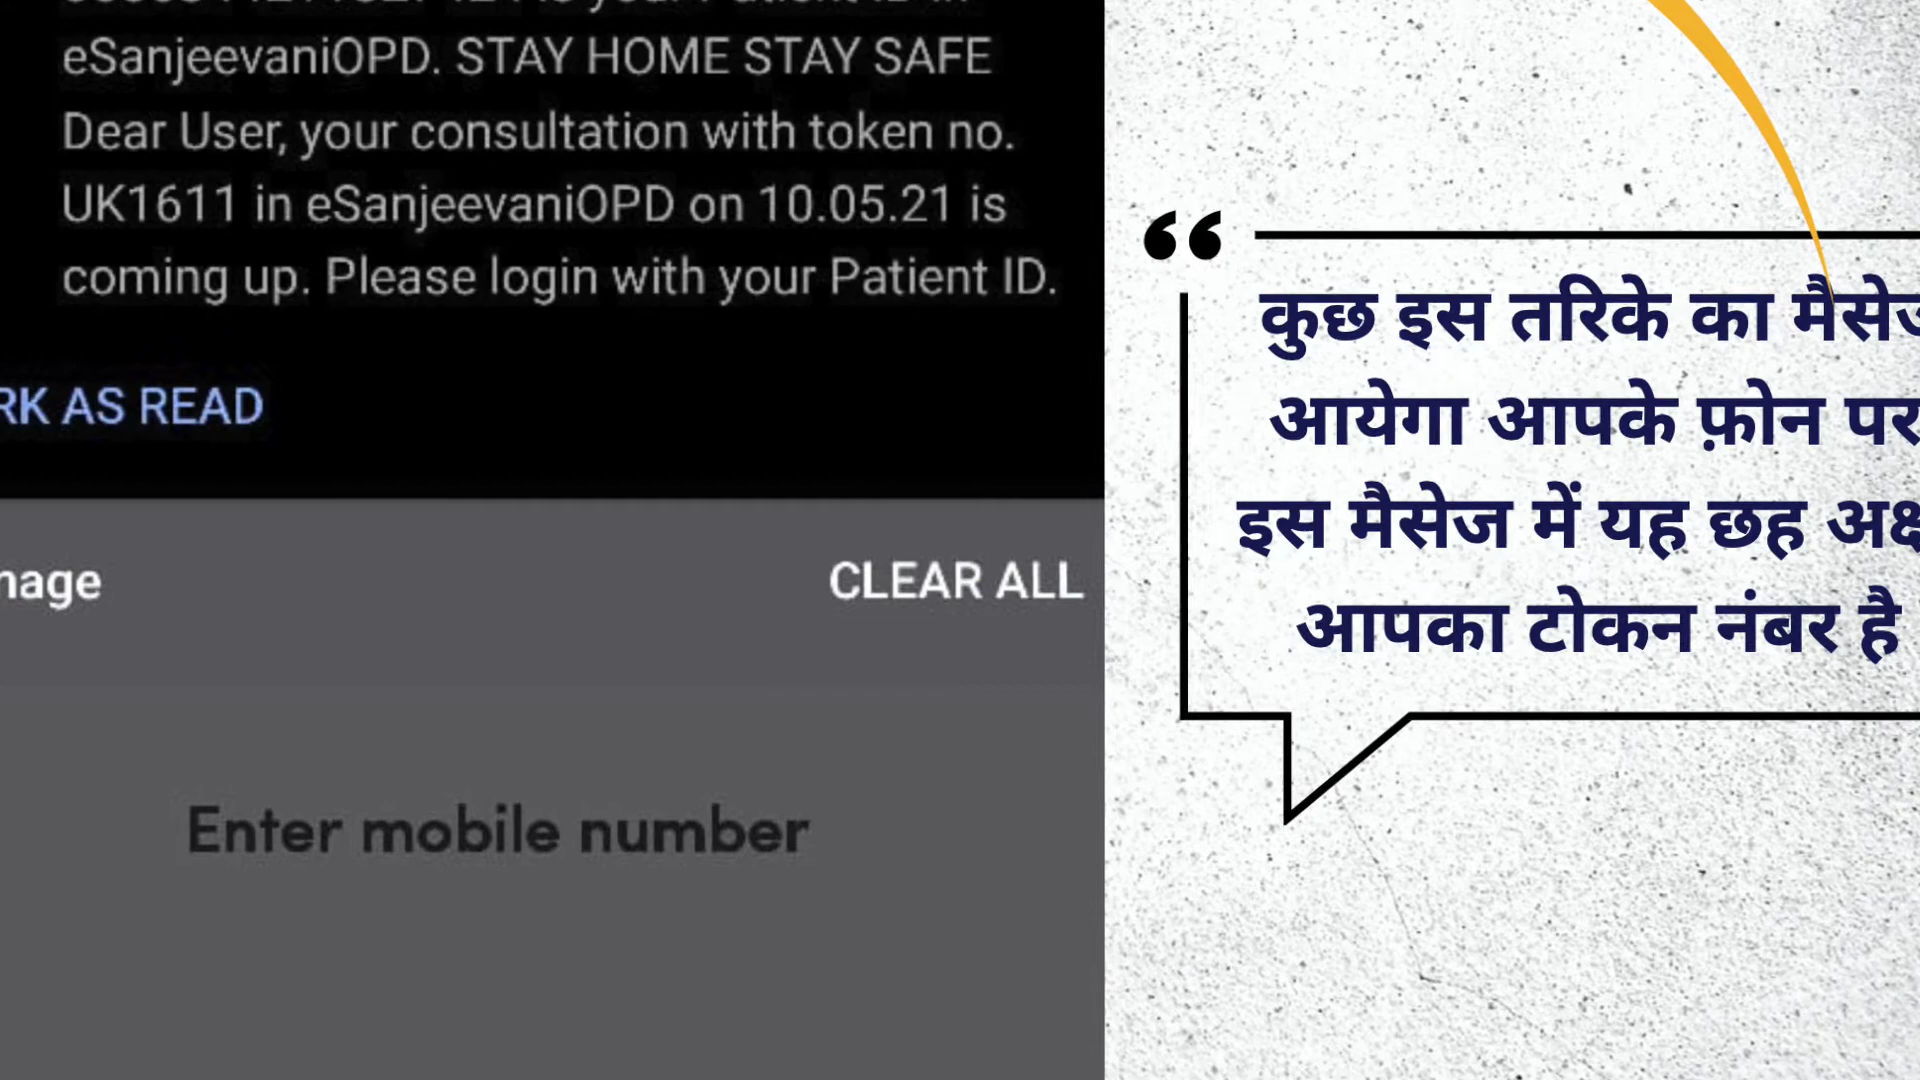 eSanjeevaniOPD. STAY HOME STAY SAFE
Dear User, your consultation with token no.
UK1611 in eSanjeevaniOPD on 10.05.21 is
coming up. Please login with your Patient ID.
RK AS READ
nage
CLEAR ALL
Enter mobile number
“
कुछ इस तरिके का मैसेज
आयेगा आपके फ़ोन पर
इस मैसेज में यह छह
आपका टोकन नंबर है